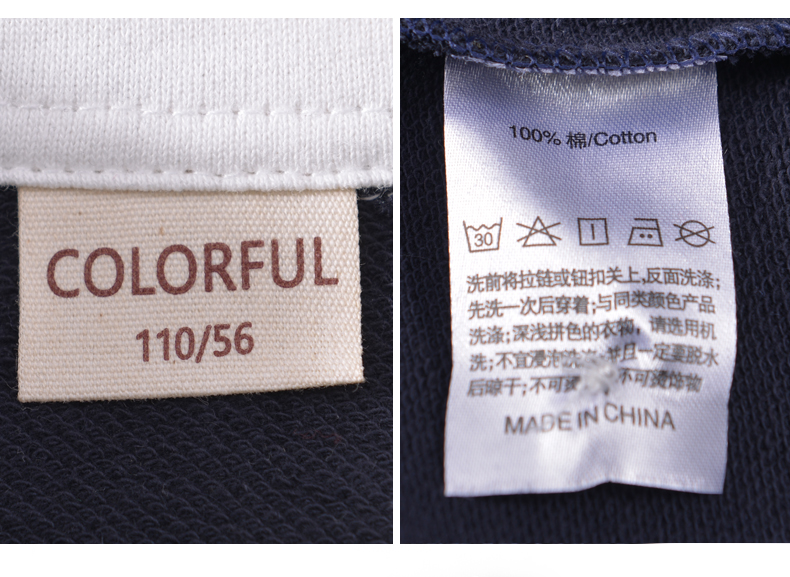 COLORFUL
110/56
100% 棉/Cotton
30
洗前将拉链或钮扣关上,反面洗涤;
先洗一次后穿着;与同类颜色产品
洗涤;深浅拼色的衣物,请选用机
洗;不宜浸泡洗涤,并且一定要脱水
后晾干;不可烫 不可烫饰物
MADE IN CHINA